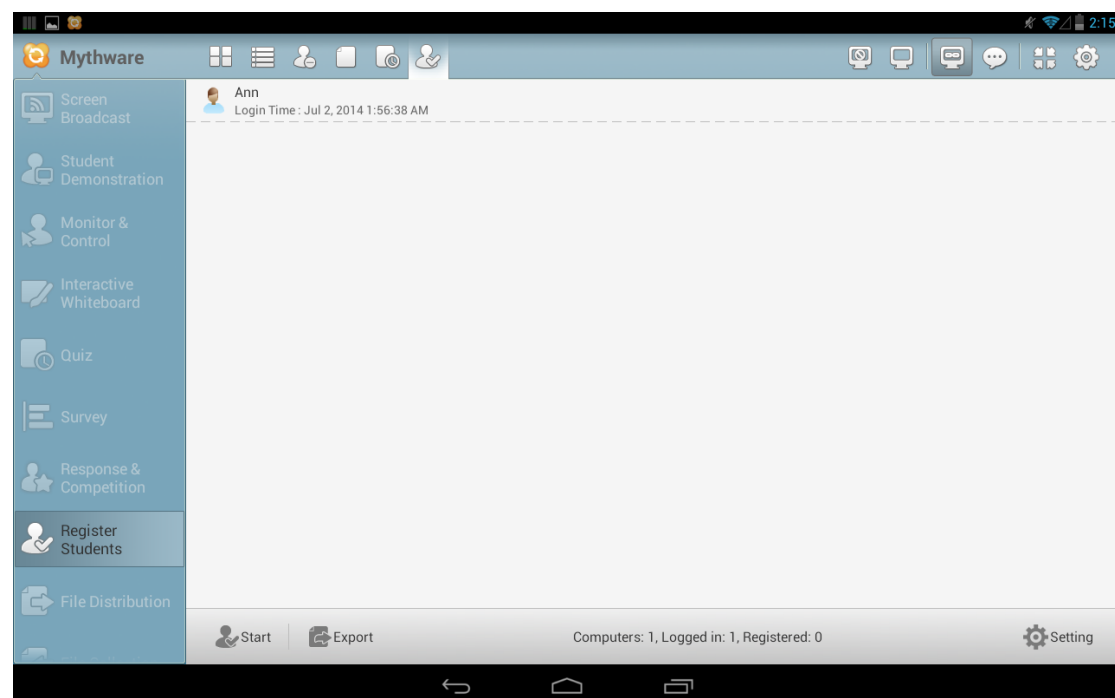 2:15
Mythware
Screen
Broadcast
Student
Demonstration
Monitor &
Control
Interactive
Whiteboard
Quiz
Survey
Response &
Competition
Register
Students
File Distribution
Ann
Login Time : Jul 2, 2014 1:56:38 AM
Start
Export
Computers: 1, Logged in: 1, Registered: 0
Setting